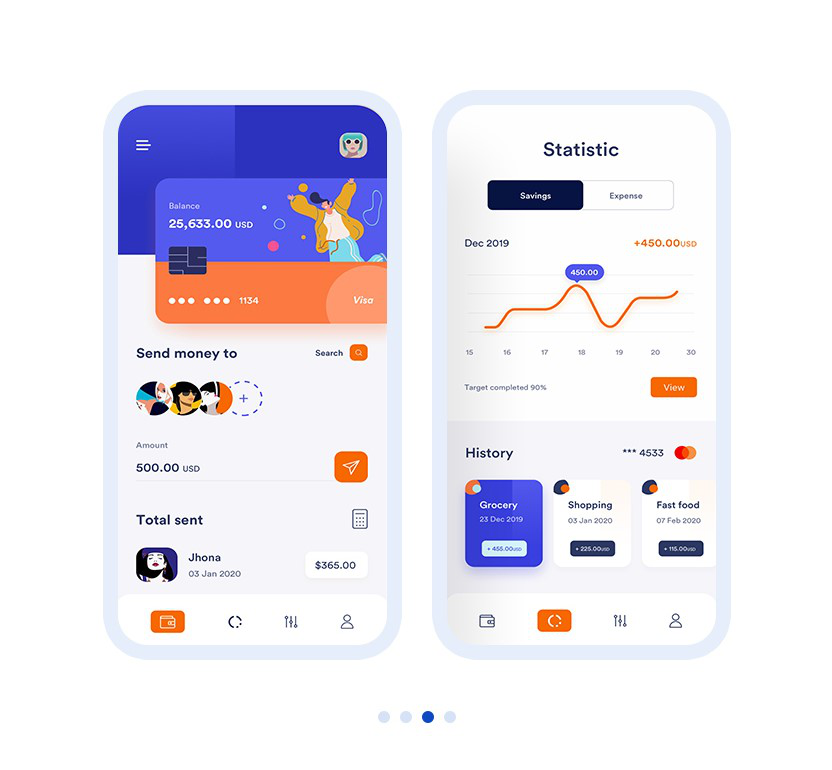 Balance
25,633.00 USD
1134
Visa
Send money to
Search
Amount
500.00 USD
Total sent
Jhona
03 Jan 2020
$365.00
Statistic
Savings
Expense
Dec 2019
+450.00USD
450.00
15 16 17 18 19 20 30
Target completed 90%
View
History
*** 4533
Grocery
23 Dec 2019
+ 455.00USD
Shopping
03 Jan 2020
+ 225.00USD
Fast food
07 Feb 2020
+ 115.00USD